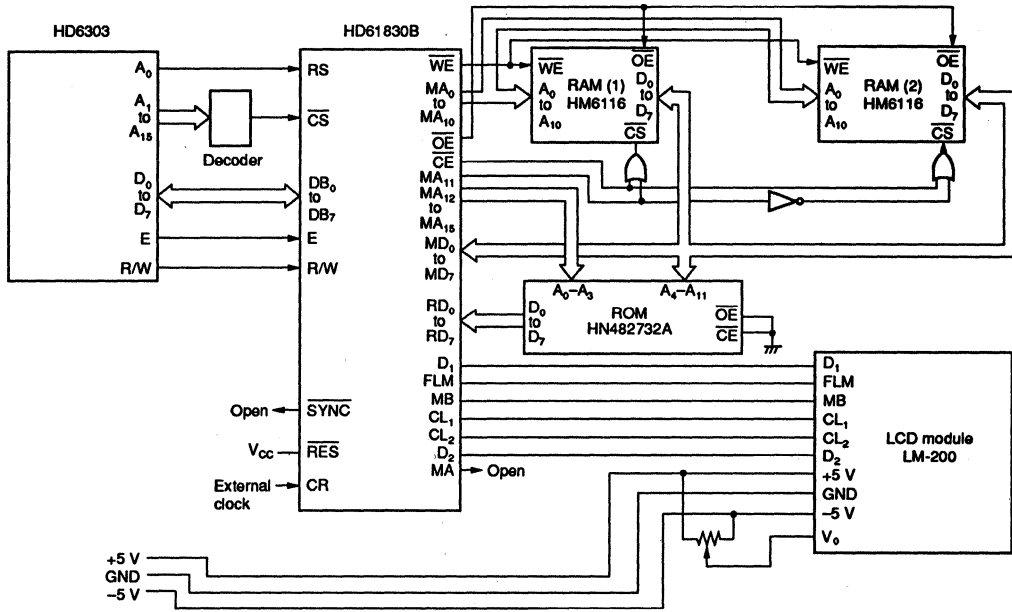 HD6303
A0
A1
to
A15
D0
to
D7
E
R/W
Decoder
HD61830B
RS
CS
DB0
to
DB7
E
R/W
SYNC
RES
CR
Open
VCC
External
clock
WE
MA0
to
MA10
OE
CE
MA11
MA12
to
MA15
MD0
to
MD7
RD0
to
RD7
D1
FLM
MB
CL1
CL2
D2
MA
Open
WE
OE
RAM (1)
HM6116
A0
to
A10
D0
to
D7
CS
WE
OE
RAM (2)
HM6116
A0
to
A10
D0
to
D7
CS
A0–A3
A4–A11
ROM
HN482732A
D0
to
D7
OE
CE
D1
FLM
MB
CL1
CL2
D2
+5 V
GND
–5 V
V0
LCD module
LM-200
+5 V
GND
–5 V